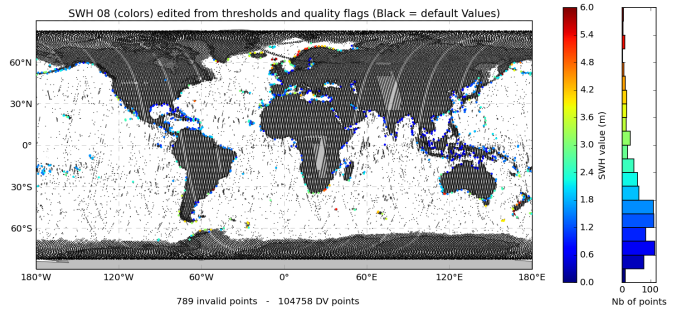 SWH 08 (colors) edited from thresholds and quality flags (Black = default Values)
60°N
30°N
0°
30°S
60°S
180°W 120°W 60°W 0° 60°E 120°E 180°E
6.0
5.4
4.8
4.2
3.6
3.0
2.4
1.8
1.2
0.6
0.0
SWH value (m)
0 100
Nb of points
789 invalid points - 104758 DV points